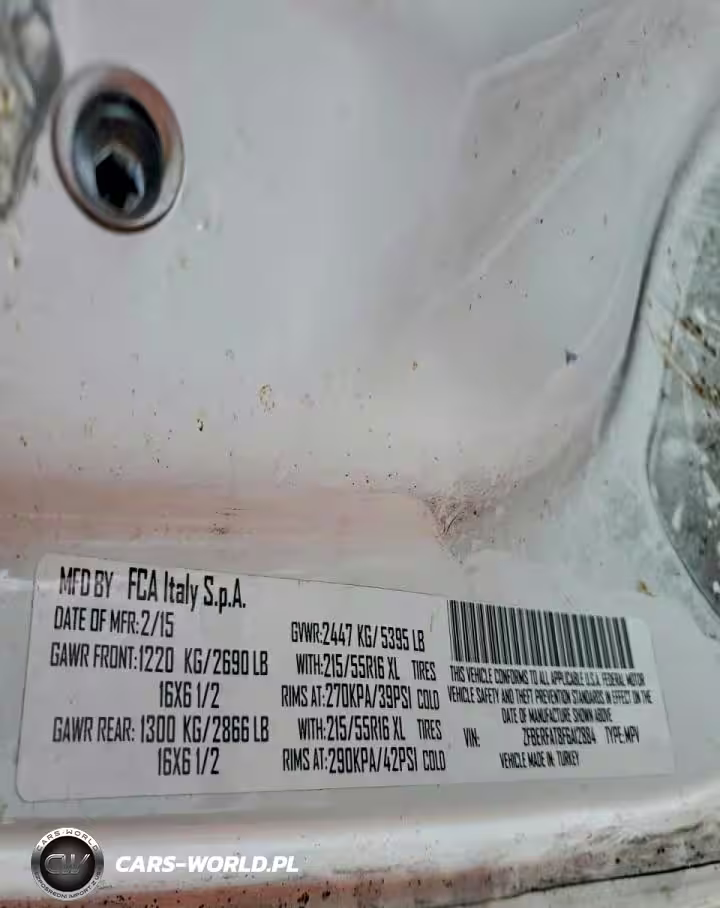 MFD BY FCA Italy S.p.A.
DATE OF MFR:2/15
GVWR:2447 KG/5395 LB
GAWR FRONT:1220 KG/2690 LB
WITH:215/55R16 XL TIRES
16X6 1/2
RIMS AT:270KPA/39PSI COLD
GAWR REAR:1300 KG/2866 LB
WITH:215/55R16 XL TIRES
16X6 1/2
RIMS AT:290KPA/42PSI COLD
THIS VEHICLE CONFORMS TO ALL APPLICABLE U.S.A. FEDERAL MOTOR
VEHICLE SAFETY AND THEFT PREVENTION STANDARDS IN EFFECT ON THE
DATE OF MANUFACTURE SHOWN ABOVE
VIN: TYPE:MPV
VEHICLE MADE IN: TURKEY
CARS-WORLD
CW
CARS-WORLD.PL